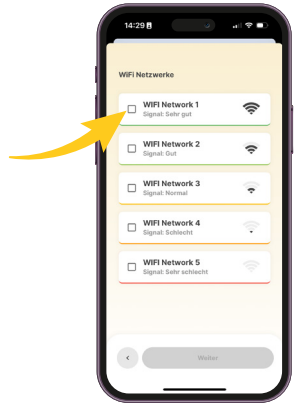 14:29
WiFi Netzwerke
WIFI Network 1
Signal: Sehr gut
WIFI Network 2
Signal: Gut
WIFI Network 3
Signal: Normal
WIFI Network 4
Signal: Schlecht
WIFI Network 5
Signal: Sehr schlecht
Weiter